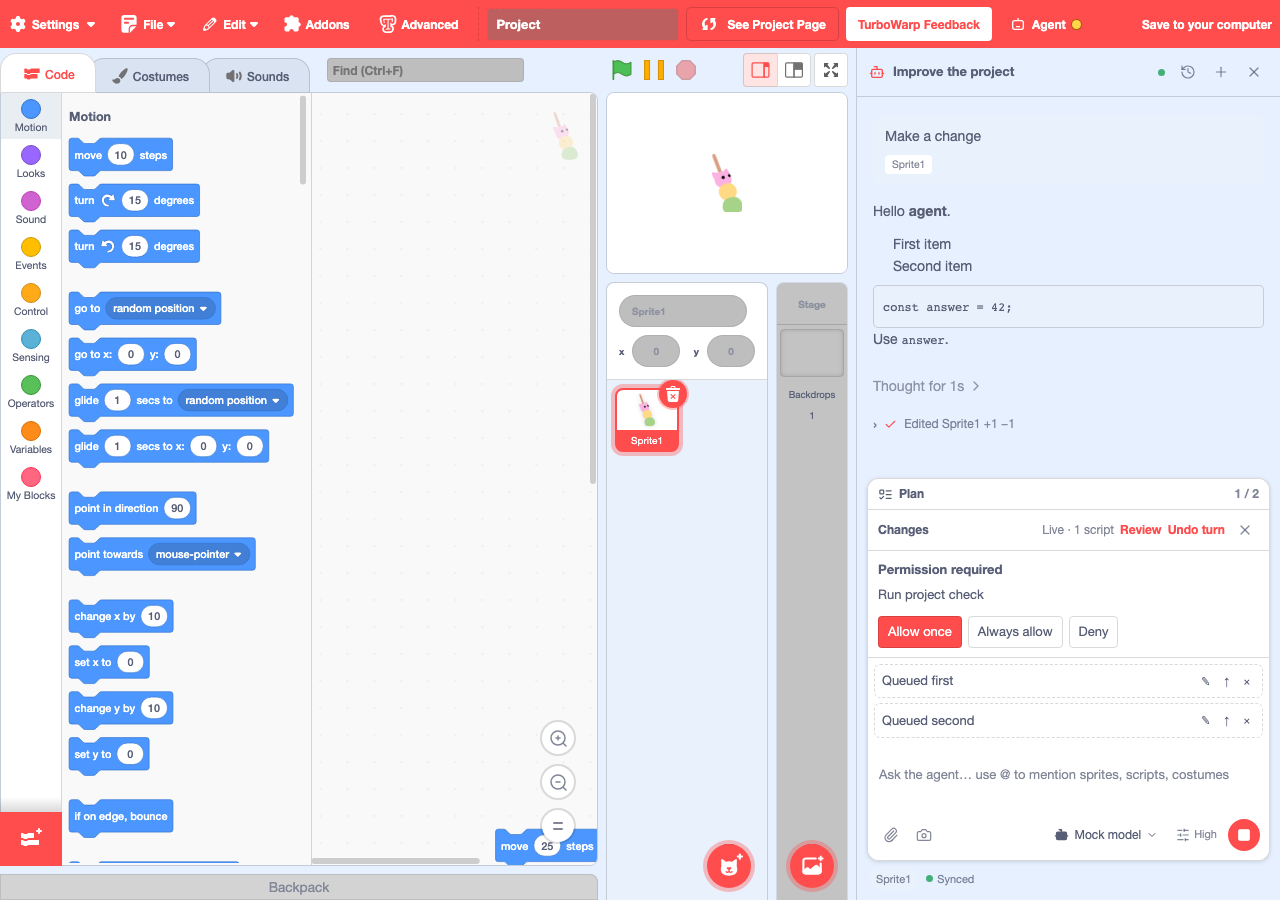 Settings File Edit Addons Advanced Project See Project Page TurboWarp Feedback Agent Save to your computer
Code Costumes Sounds Find (Ctrl+F)
Motion
Looks
Sound
Events
Control
Sensing
Operators
Variables
My Blocks
Motion
move 10 steps
turn 15 degrees
turn 15 degrees
go to random position
go to x: 0 y: 0
glide 1 secs to random position
glide 1 secs to x: 0 y: 0
point in direction 90
point towards mouse-pointer
change x by 10
set x to 0
change y by 10
set y to 0
if on edge, bounce
move 25 steps
Backpack
Sprite1
x 0 y 0
Sprite1
Stage
Backdrops
1
Improve the project
Make a change
Sprite1
Hello agent.
First item
Second item
const answer = 42;
Use answer.
Thought for 1s
Edited Sprite1 +1 −1
Plan 1 / 2
Changes Live · 1 script Review Undo turn
Permission required
Run project check
Allow once Always allow Deny
Queued first
Queued second
Ask the agent… use @ to mention sprites, scripts, costumes
Mock model High
Sprite1 Synced